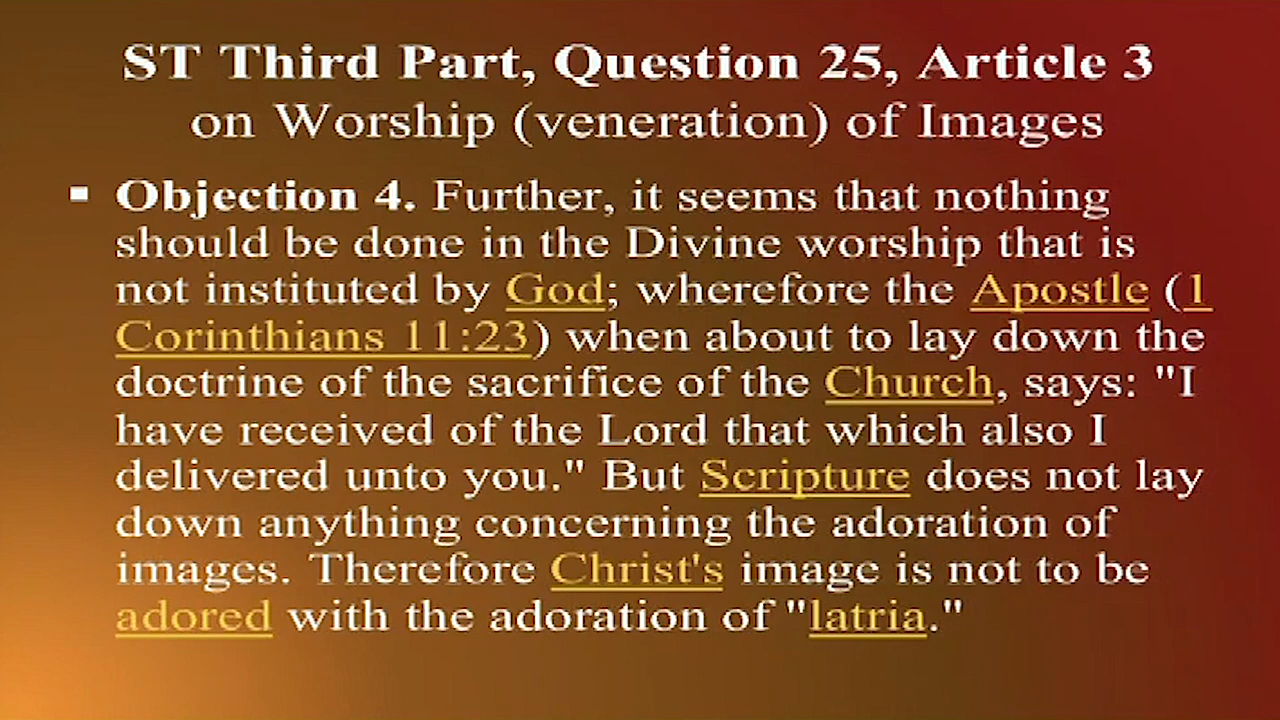 ST Third Part, Question 25, Article 3
on Worship (veneration) of Images
▪ Objection 4. Further, it seems that nothing
should be done in the Divine worship that is
not instituted by God; wherefore the Apostle (1
Corinthians 11:23) when about to lay down the
doctrine of the sacrifice of the Church, says: "I
have received of the Lord that which also I
delivered unto you." But Scripture does not lay
down anything concerning the adoration of
images. Therefore Christ's image is not to be
adored with the adoration of "latria."